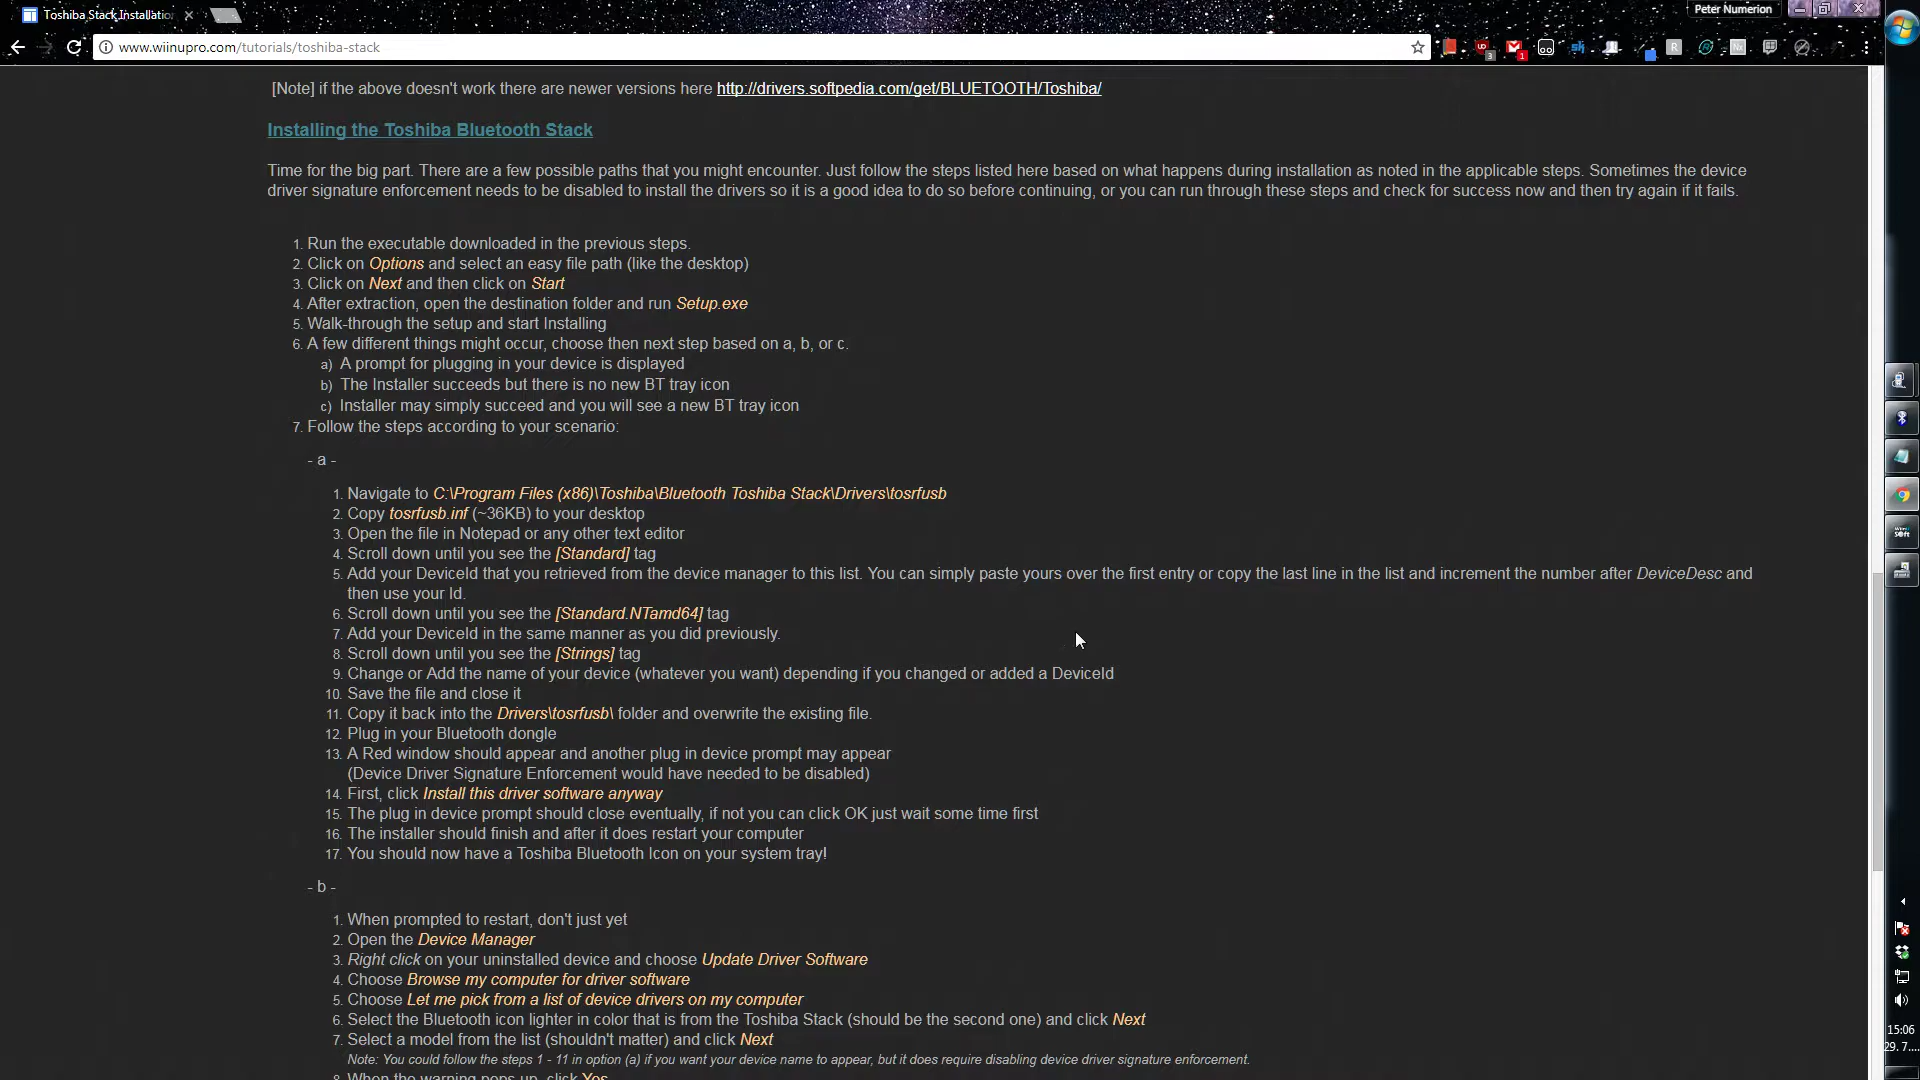 Toshiba Stack Installatio
Peter Numerion
www.wiinupro.com/tutorials/toshiba-stack
[Note] if the above doesn't work there are newer versions here http://drivers.softpedia.com/get/BLUETOOTH/Toshiba/
Installing the Toshiba Bluetooth Stack
Time for the big part. There are a few possible paths that you might encounter. Just follow the steps listed here based on what happens during installation as noted in the applicable steps. Sometimes the device
driver signature enforcement needs to be disabled to install the drivers so it is a good idea to do so before continuing, or you can run through these steps and check for success now and then try again if it fails.
1. Run the executable downloaded in the previous steps.
2. Click on Options and select an easy file path (like the desktop)
3. Click on Next and then click on Start
4. After extraction, open the destination folder and run Setup.exe
5. Walk-through the setup and start Installing
6. A few different things might occur, choose then next step based on a, b, or c.
a) A prompt for plugging in your device is displayed
b) The Installer succeeds but there is no new BT tray icon
c) Installer may simply succeed and you will see a new BT tray icon
7. Follow the steps according to your scenario:
- a -
1. Navigate to C:\Program Files (x86)\Toshiba\Bluetooth Toshiba Stack\Drivers\tosrfusb
2. Copy tosrfusb.inf (~36KB) to your desktop
3. Open the file in Notepad or any other text editor
4. Scroll down until you see the [Standard] tag
5. Add your DeviceId that you retrieved from the device manager to this list. You can simply paste yours over the first entry or copy the last line in the list and increment the number after DeviceDesc and
then use your Id.
6. Scroll down until you see the [Standard.NTamd64] tag
7. Add your DeviceId in the same manner as you did previously.
8. Scroll down until you see the [Strings] tag
9. Change or Add the name of your device (whatever you want) depending if you changed or added a DeviceId
10. Save the file and close it
11. Copy it back into the Drivers\tosrfusb\ folder and overwrite the existing file.
12. Plug in your Bluetooth dongle
13. A Red window should appear and another plug in device prompt may appear
(Device Driver Signature Enforcement would have needed to be disabled)
14. First, click Install this driver software anyway
15. The plug in device prompt should close eventually, if not you can click OK just wait some time first
16. The installer should finish and after it does restart your computer
17. You should now have a Toshiba Bluetooth Icon on your system tray!
- b -
1. When prompted to restart, don't just yet
2. Open the Device Manager
3. Right click on your uninstalled device and choose Update Driver Software
4. Choose Browse my computer for driver software
5. Choose Let me pick from a list of device drivers on my computer
6. Select the Bluetooth icon lighter in color that is from the Toshiba Stack (should be the second one) and click Next
7. Select a model from the list (shouldn't matter) and click Next
Note: You could follow the steps 1 - 11 in option (a) if you want your device name to appear, but it does require disabling device driver signature enforcement.
8. When the warning pops up, click Yes
15:06
29. 7....